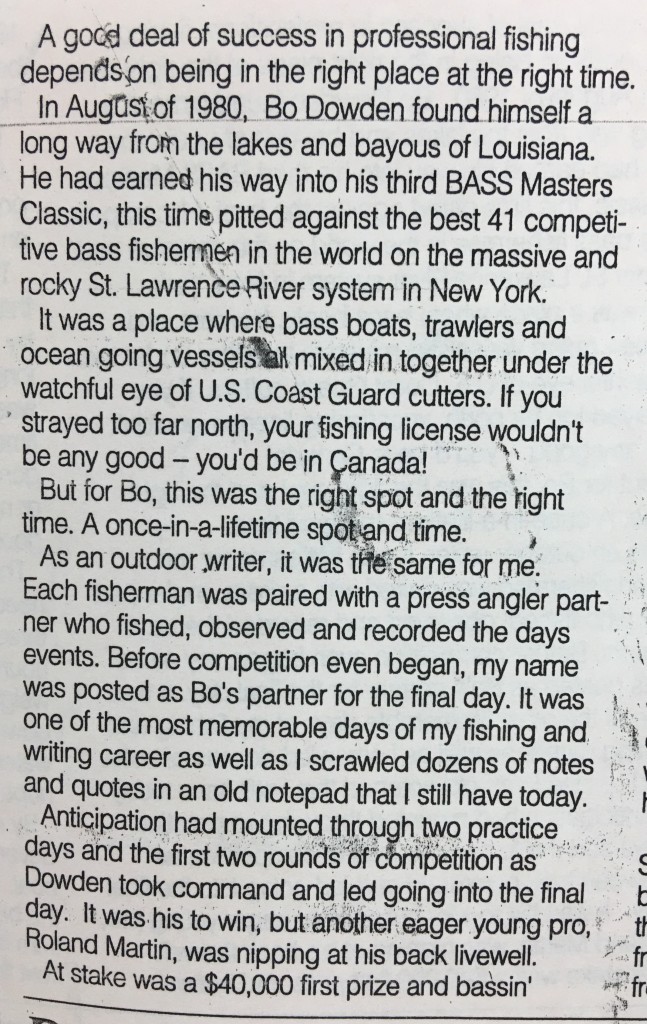 A good deal of success in professional fishing
depends on being in the right place at the right time.
In August of 1980, Bo Dowden found himself a
long way from the lakes and bayous of Louisiana.
He had earned his way into his third BASS Masters
Classic, this time pitted against the best 41 competi-
tive bass fishermen in the world on the massive and
rocky St. Lawrence River system in New York.
It was a place where bass boats, trawlers and
ocean going vessels all mixed in together under the
watchful eye of U.S. Coast Guard cutters. If you
strayed too far north, your fishing license wouldn't
be any good – you'd be in Canada!
But for Bo, this was the right spot and the right
time. A once-in-a-lifetime spot and time.
As an outdoor writer, it was the same for me.
Each fisherman was paired with a press angler part-
ner who fished, observed and recorded the days
events. Before competition even began, my name
was posted as Bo's partner for the final day. It was
one of the most memorable days of my fishing and
writing career as well as I scrawled dozens of notes
and quotes in an old notepad that I still have today.
Anticipation had mounted through two practice
days and the first two rounds of competition as
Dowden took command and led going into the final
day. It was his to win, but another eager young pro,
Roland Martin, was nipping at his back livewell.
At stake was a $40,000 first prize and bassin'